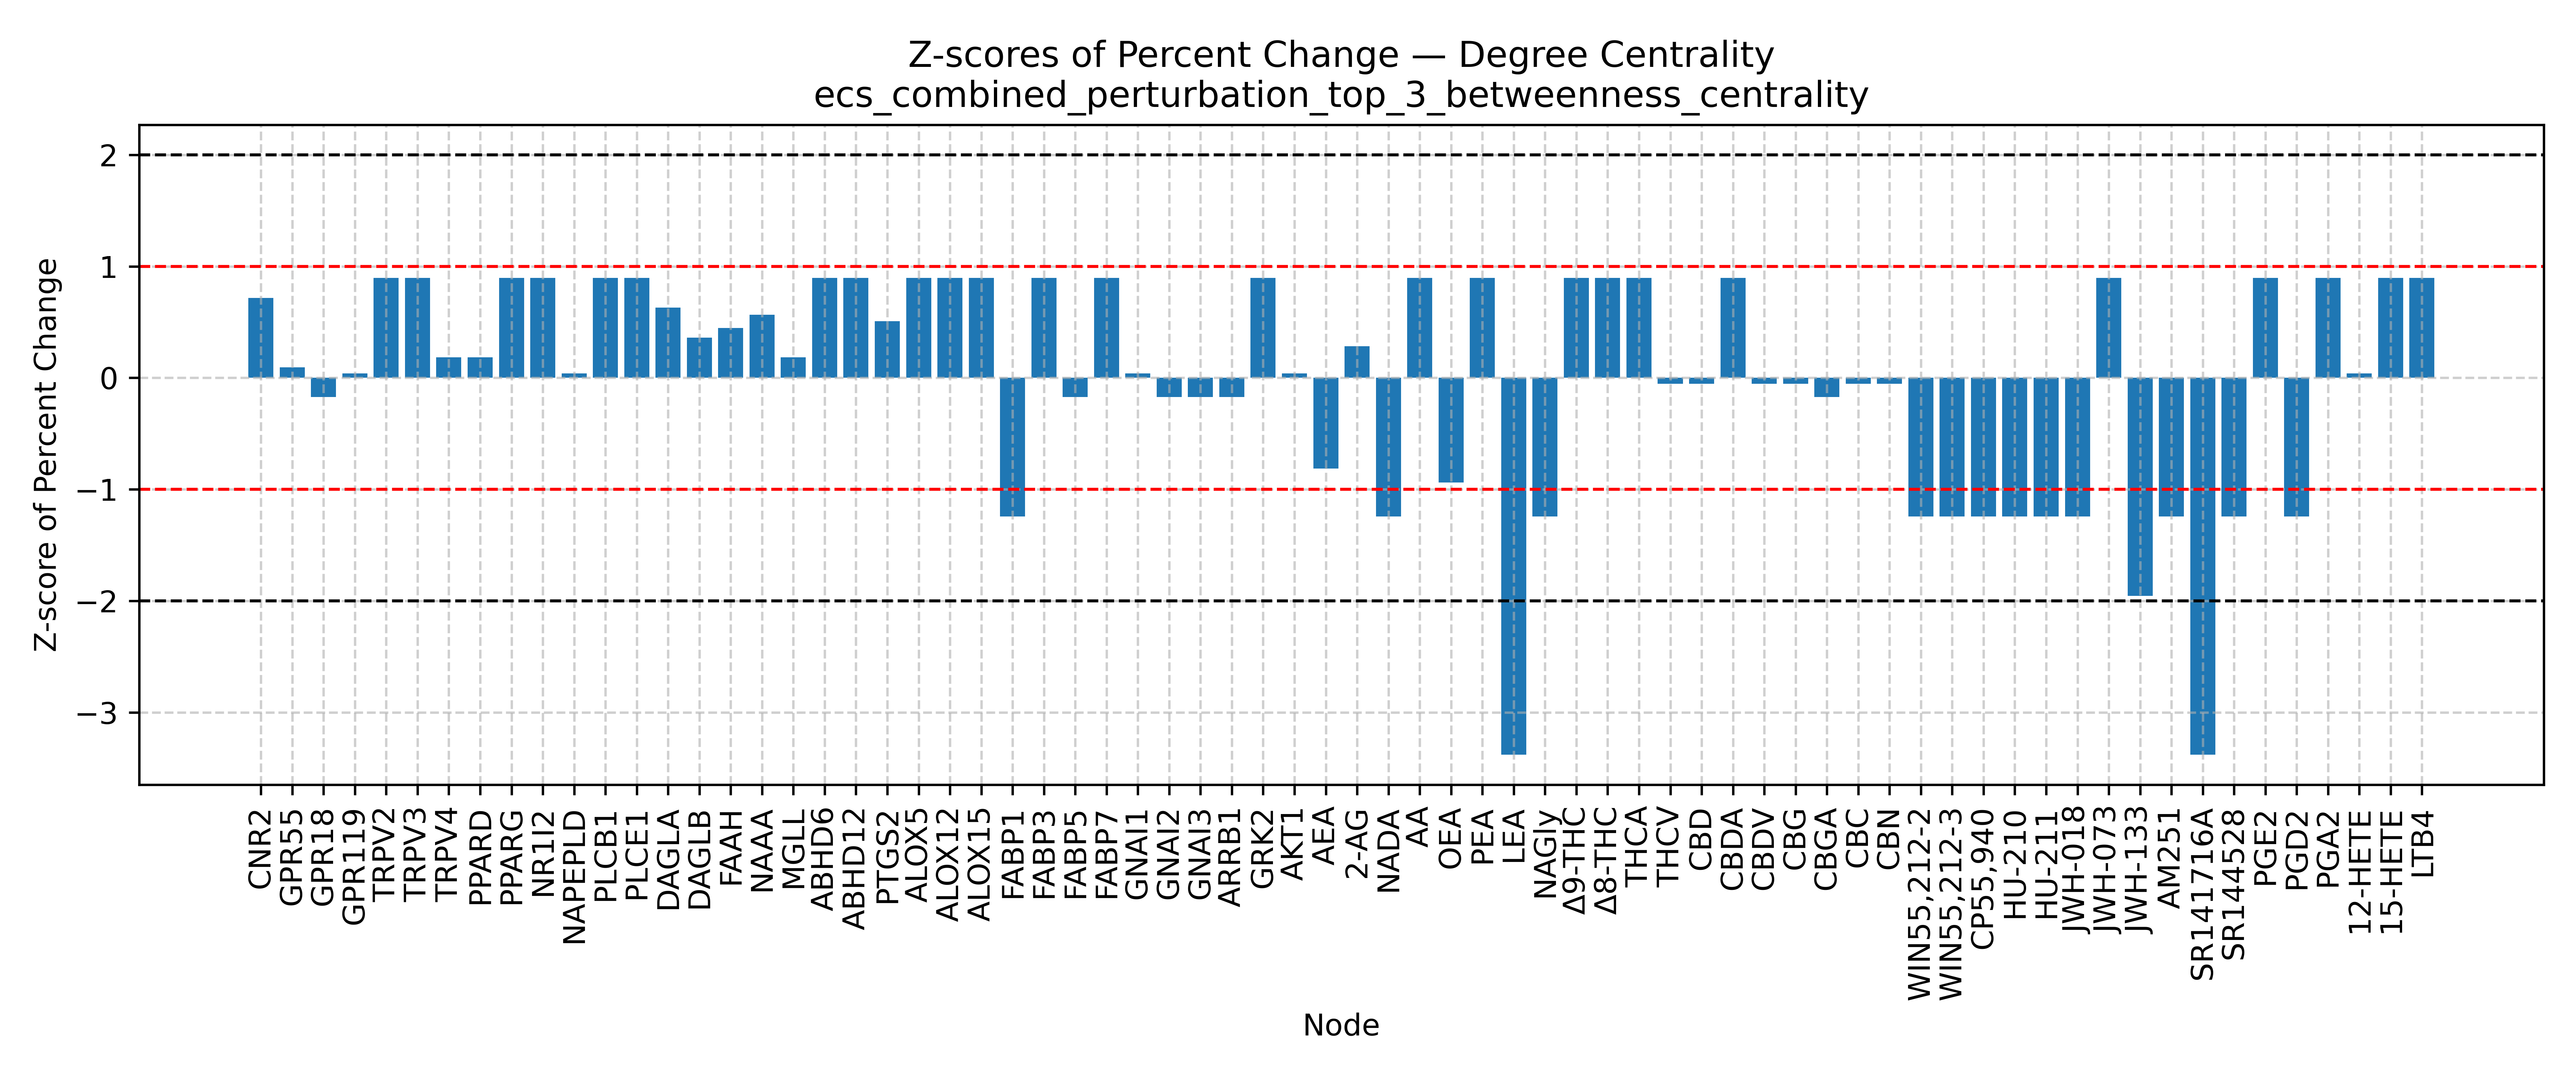 Z-scores of Percent Change — Degree Centrality
ecs_combined_perturbation_top_3_betweenness_centrality
Z-score of Percent Change
2
1
0
−1
−2
−3
CNR2
GPR55
GPR18
GPR119
TRPV2
TRPV3
TRPV4
PPARD
PPARG
NR1I2
NAPEPLD
PLCB1
PLCE1
DAGLA
DAGLB
FAAH
NAAA
MGLL
ABHD6
ABHD12
PTGS2
ALOX5
ALOX12
ALOX15
FABP1
FABP3
FABP5
FABP7
GNAI1
GNAI2
GNAI3
ARRB1
GRK2
AKT1
AEA
2-AG
NADA
AA
OEA
PEA
LEA
NAGly
Δ9-THC
Δ8-THC
THCA
THCV
CBD
CBDA
CBDV
CBG
CBGA
CBC
CBN
WIN55,212-2
WIN55,212-3
CP55,940
HU-210
HU-211
JWH-018
JWH-073
JWH-133
AM251
SR141716A
SR144528
PGE2
PGD2
PGA2
12-HETE
15-HETE
LTB4
Node